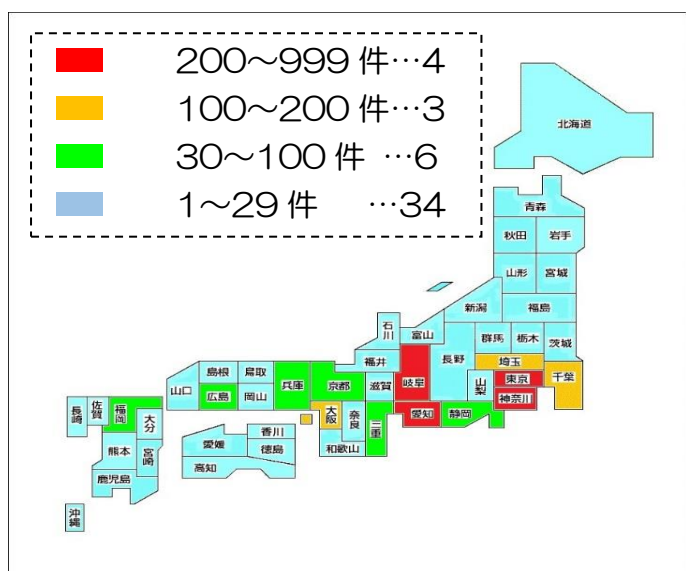 200～999 件…4
100～200 件…3
30～100 件 …6
1～29 件 …34
北海道
青森
秋田 岩手
山形 宮城
新潟 福島
石川 富山 群馬 栃木 茨城
福井 長野 埼玉
島根 鳥取 兵庫 京都 滋賀 岐阜 山梨 東京 千葉
山口 広島 岡山 大阪 奈良 三重 愛知 静岡 神奈川
長崎 佐賀 福岡 大分 和歌山
香川
愛媛 徳島
熊本 宮崎 高知
鹿児島
沖縄